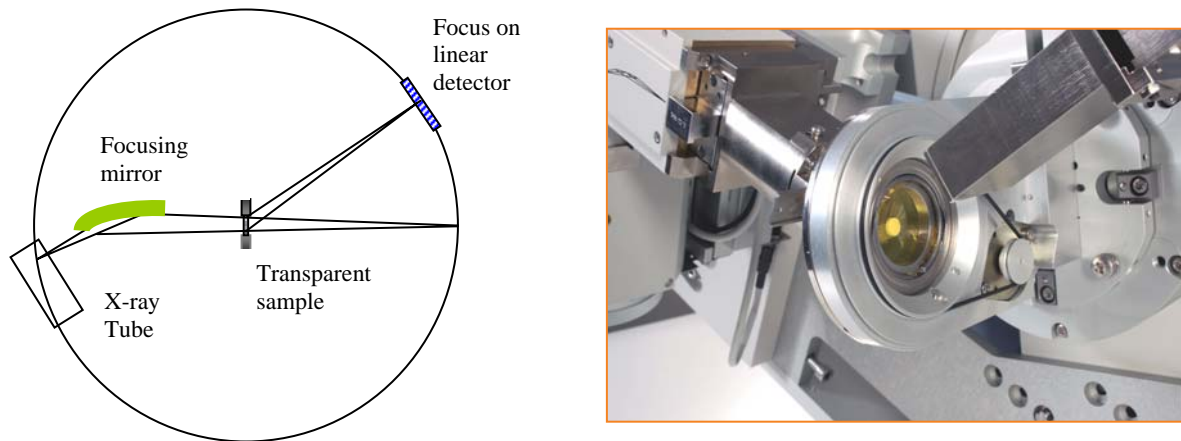 Focus on
linear
detector
Focusing
mirror
Transparent
sample
X-ray
Tube